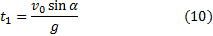 t₁ = v₀ sin α / g (10)